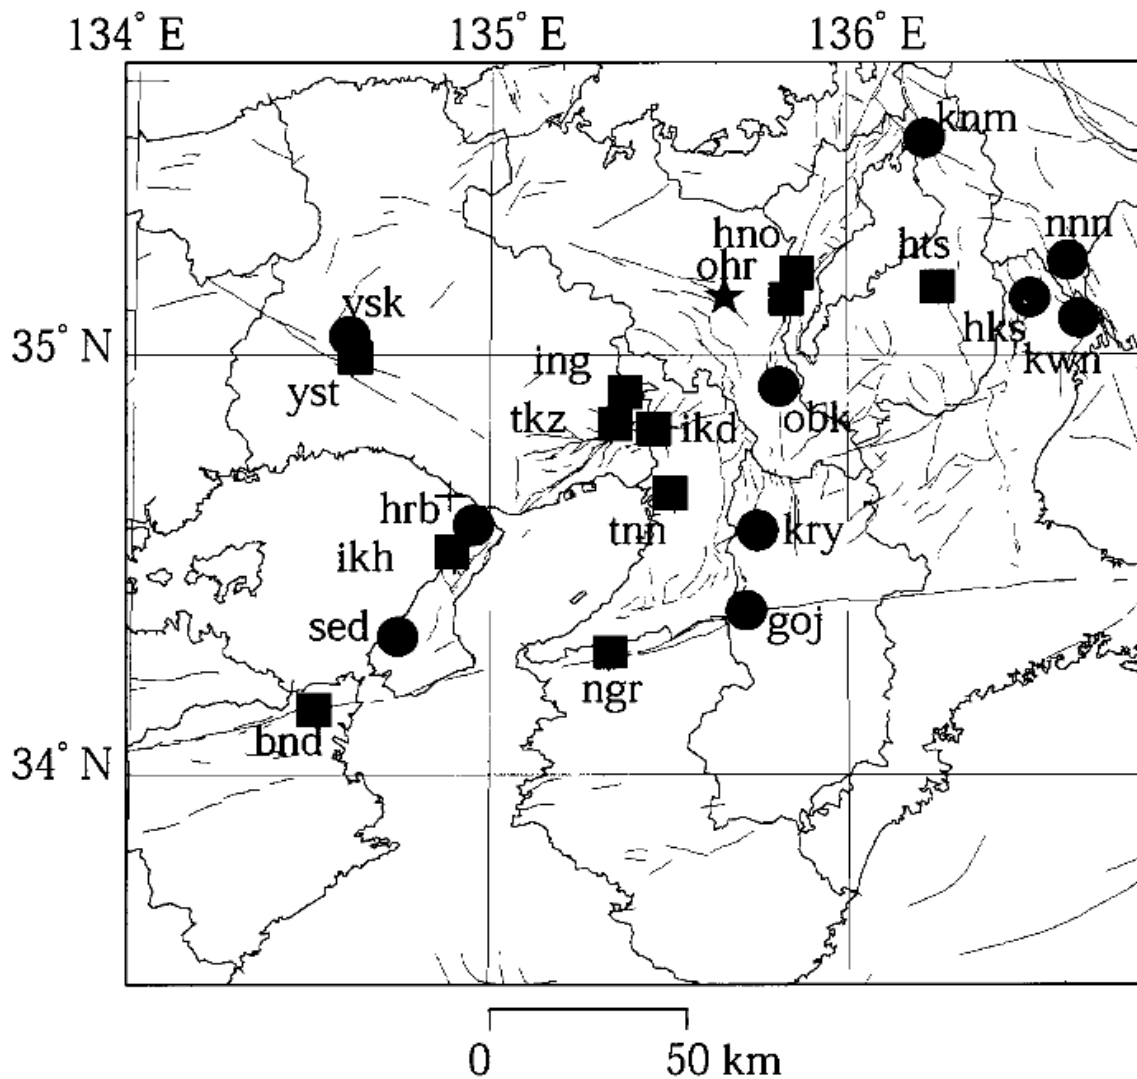 134° E 135° E 136° E
knm
nnn
hno
hts
ohr
ysk
hks
35° N
kwn
ing
yst
obk
tkz
ikd
hrb
tnn
kry
ikh
sed
goj
ngr
bnd
34° N
0 50 km